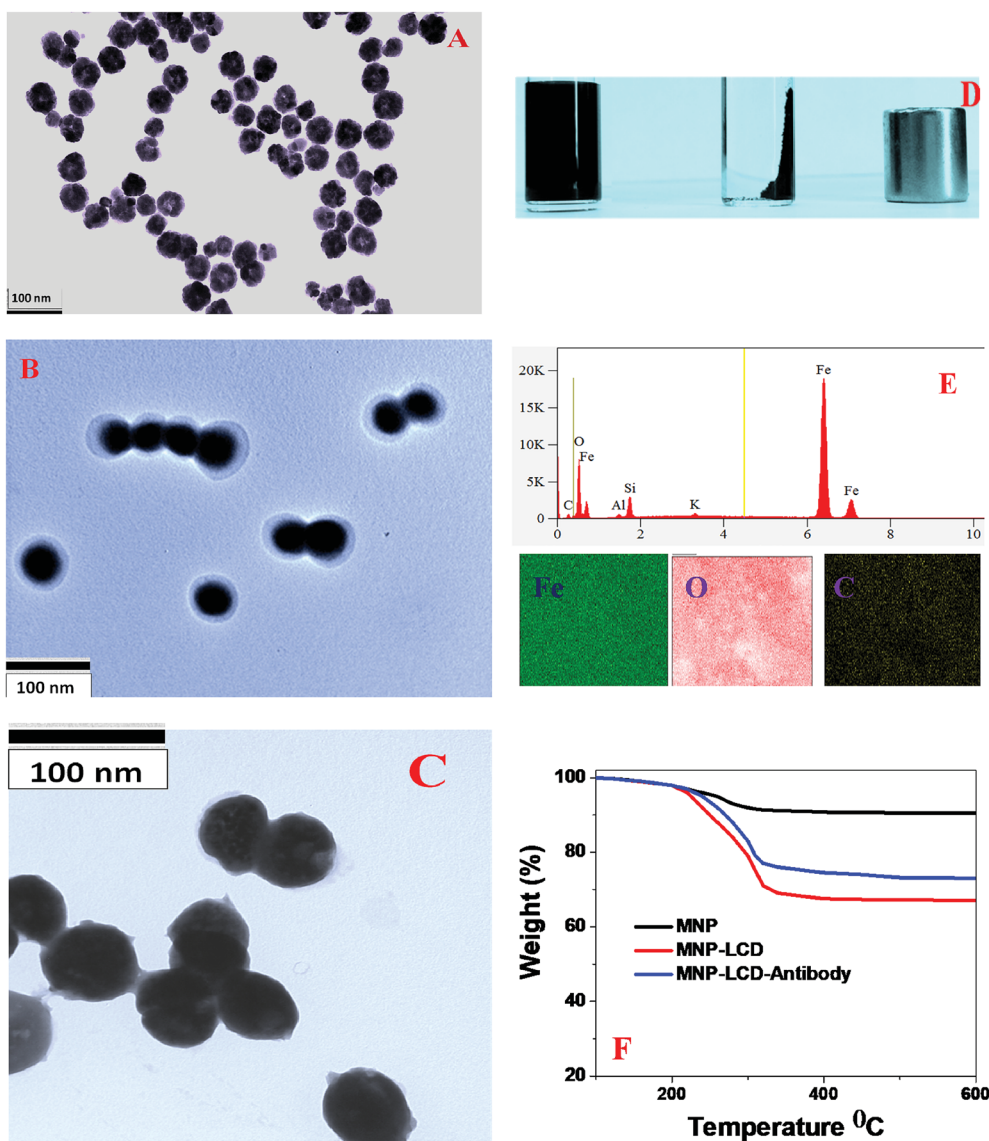 A
100 nm
B
100 nm
C
100 nm
D
E
20K
15K
10K
5K
0
Fe
O
Fe
C
Al
Si
K
Fe
0 2 4 6 8 10
Fe O C
F
Weight (%)
100
80
60
40
20
MNP
MNP-LCD
MNP-LCD-Antibody
200 400 600
Temperature ⁰C